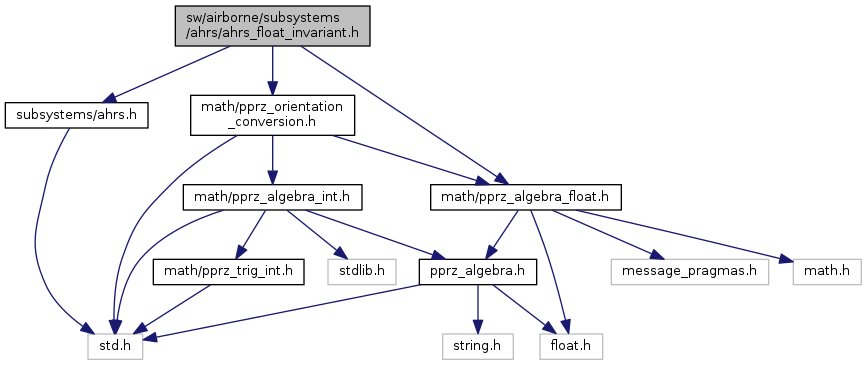 sw/airborne/subsystems
/ahrs/ahrs_float_invariant.h
subsystems/ahrs.h
math/pprz_orientation
_conversion.h
math/pprz_algebra_int.h
math/pprz_algebra_float.h
math/pprz_trig_int.h
stdlib.h
pprz_algebra.h
message_pragmas.h
math.h
std.h
string.h
float.h